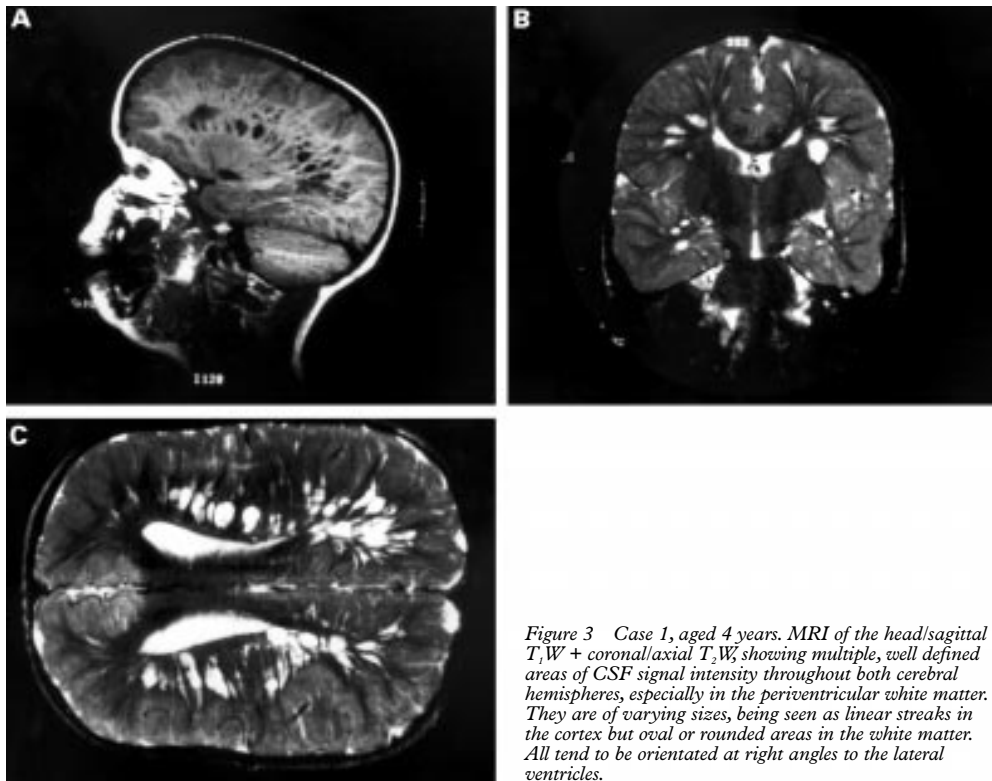 A
B
C
Figure 3 Case 1, aged 4 years. MRI of the head/sagittal
T₁W + coronal/axial T₂W, showing multiple, well defined
areas of CSF signal intensity throughout both cerebral
hemispheres, especially in the periventricular white matter.
They are of varying sizes, being seen as linear streaks in
the cortex but oval or rounded areas in the white matter.
All tend to be orientated at right angles to the lateral
ventricles.